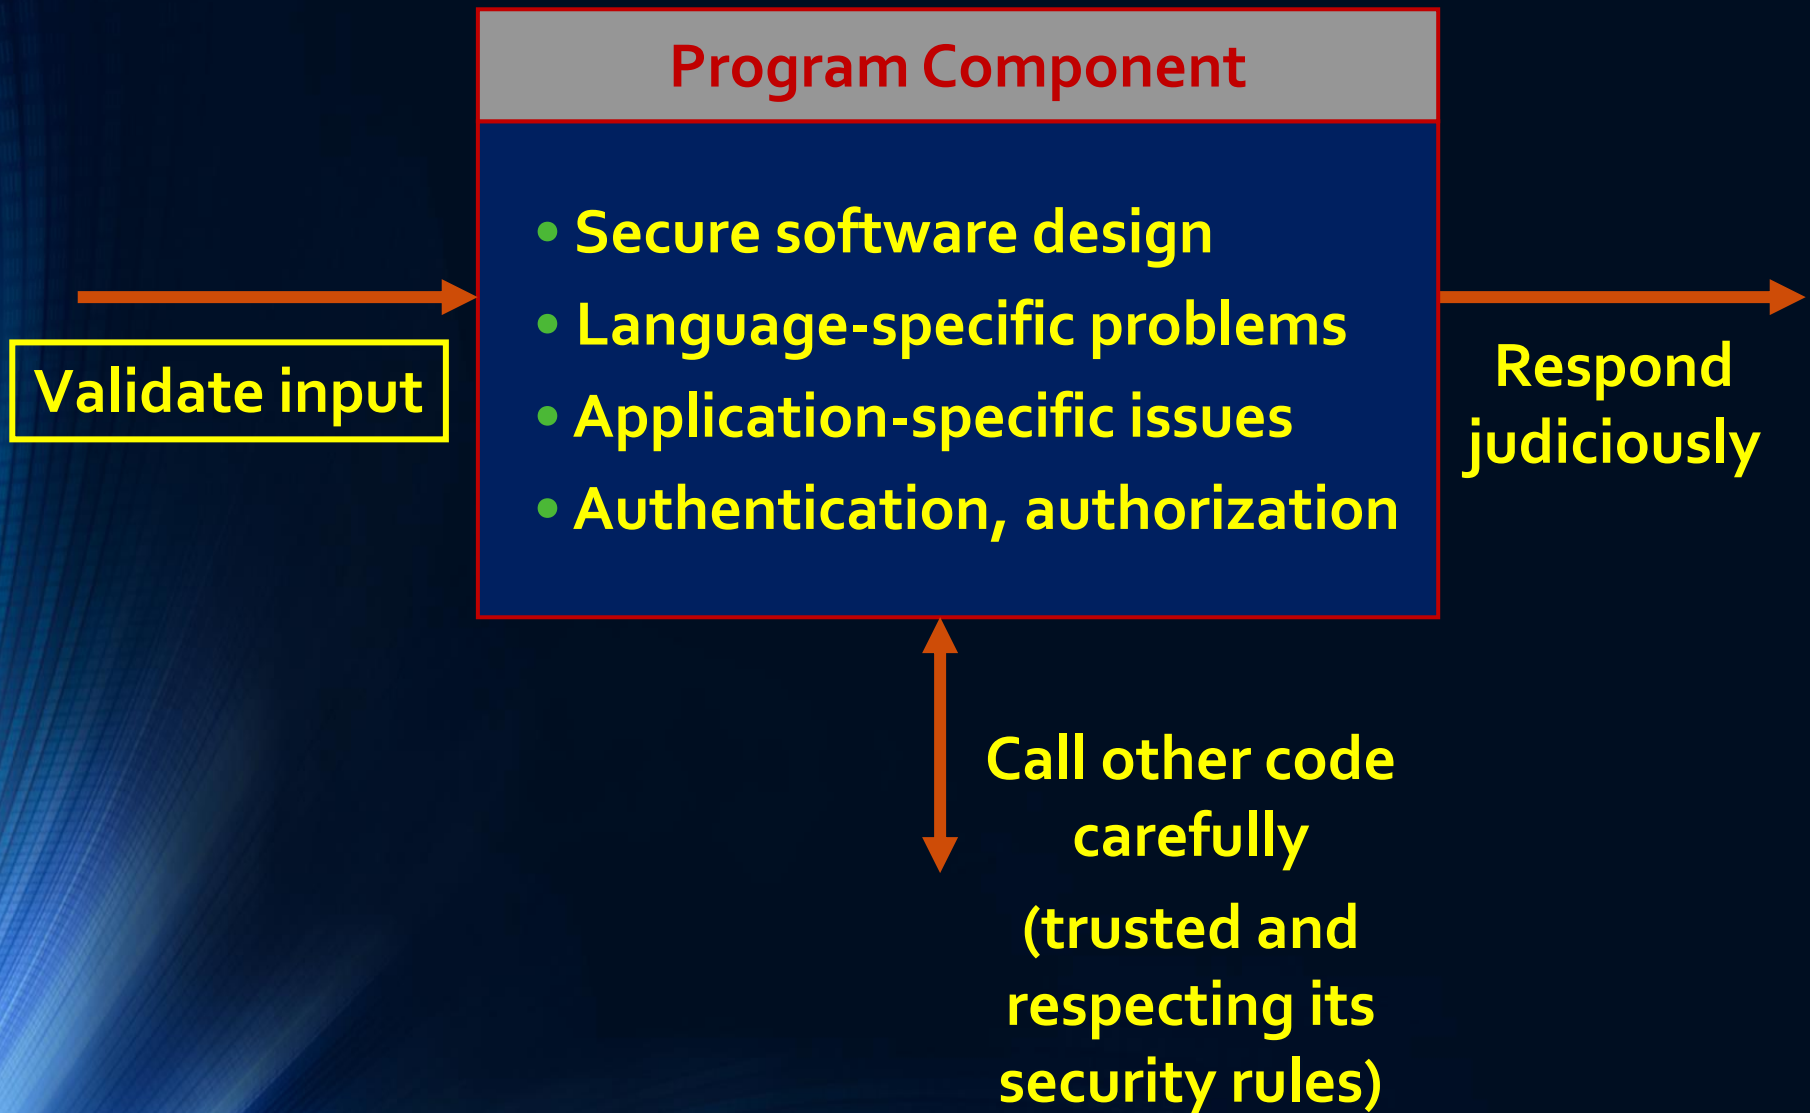 Program Component
• Secure software design
• Language-specific problems
• Application-specific issues
• Authentication, authorization
Validate input
Respond
judiciously
Call other code
carefully
(trusted and
respecting its
security rules)